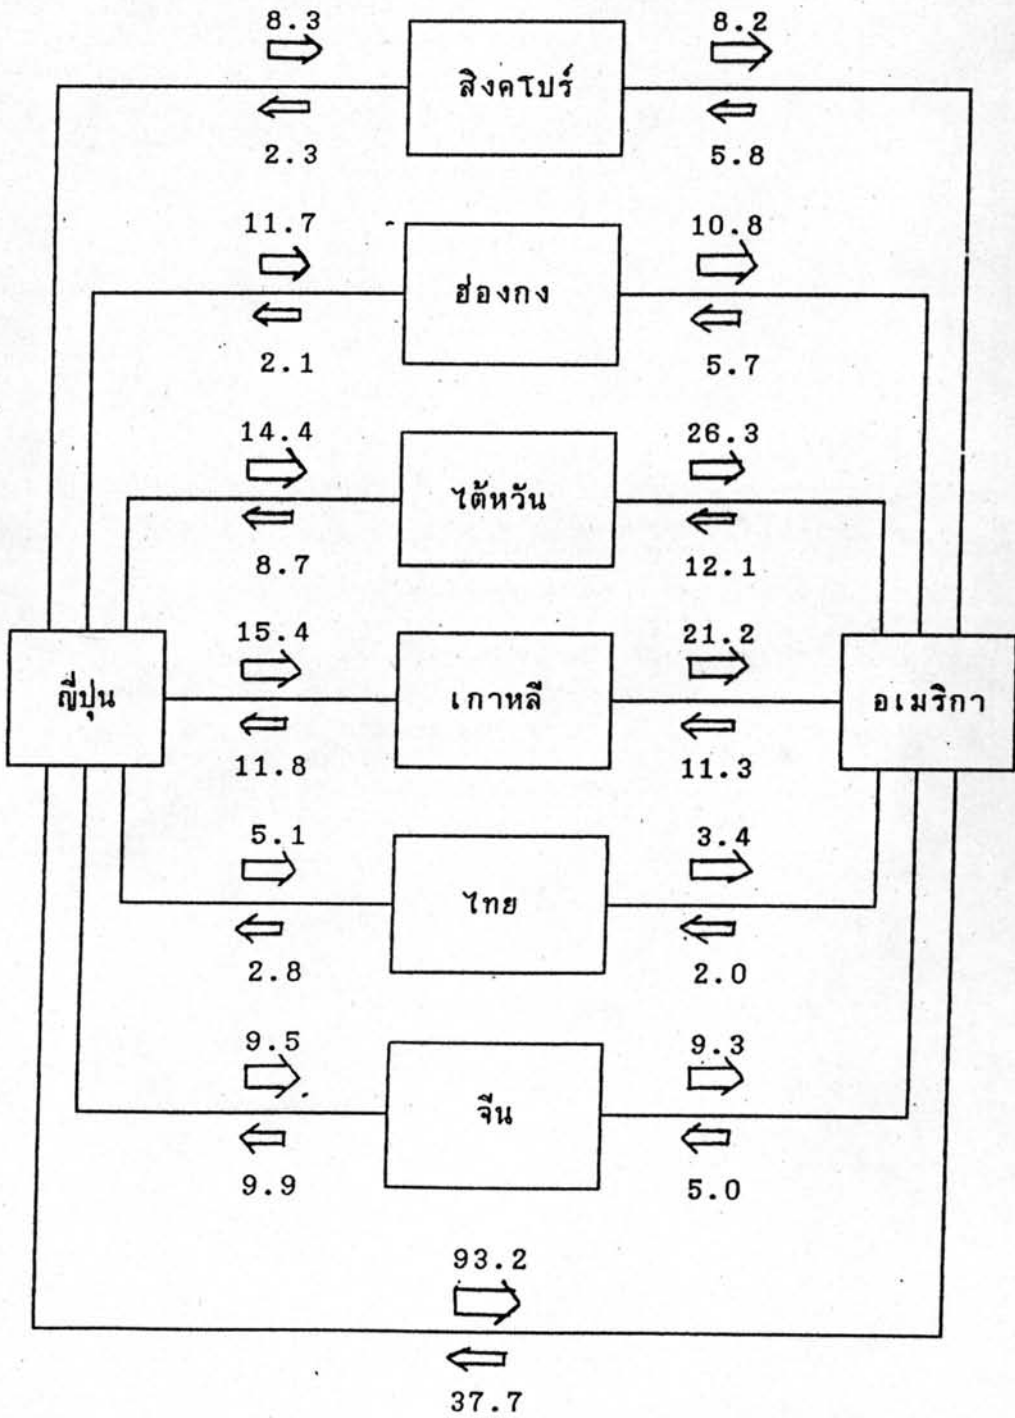 8.3 8.2
สิงคโปร์
2.3 5.8
11.7 10.8
ฮ่องกง
2.1 5.7
14.4 26.3
ไต้หวัน
8.7 12.1
15.4 21.2
ญี่ปุ่น เกาหลี อเมริกา
11.8 11.3
5.1 3.4
ไทย
2.8 2.0
9.5 9.3
จีน
9.9 5.0
93.2
37.7